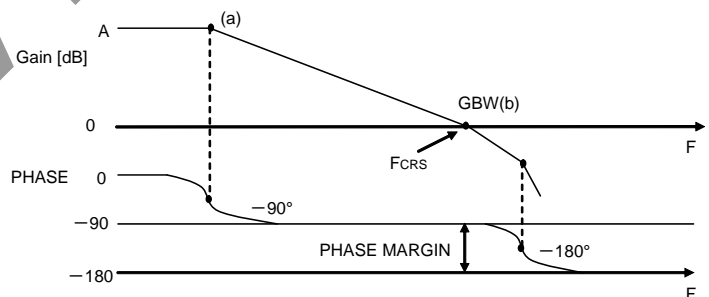 (a)
A
Gain [dB]
GBW(b)
0
F
FCRS
PHASE 0
−90°
−90
PHASE MARGIN
−180°
−180
F